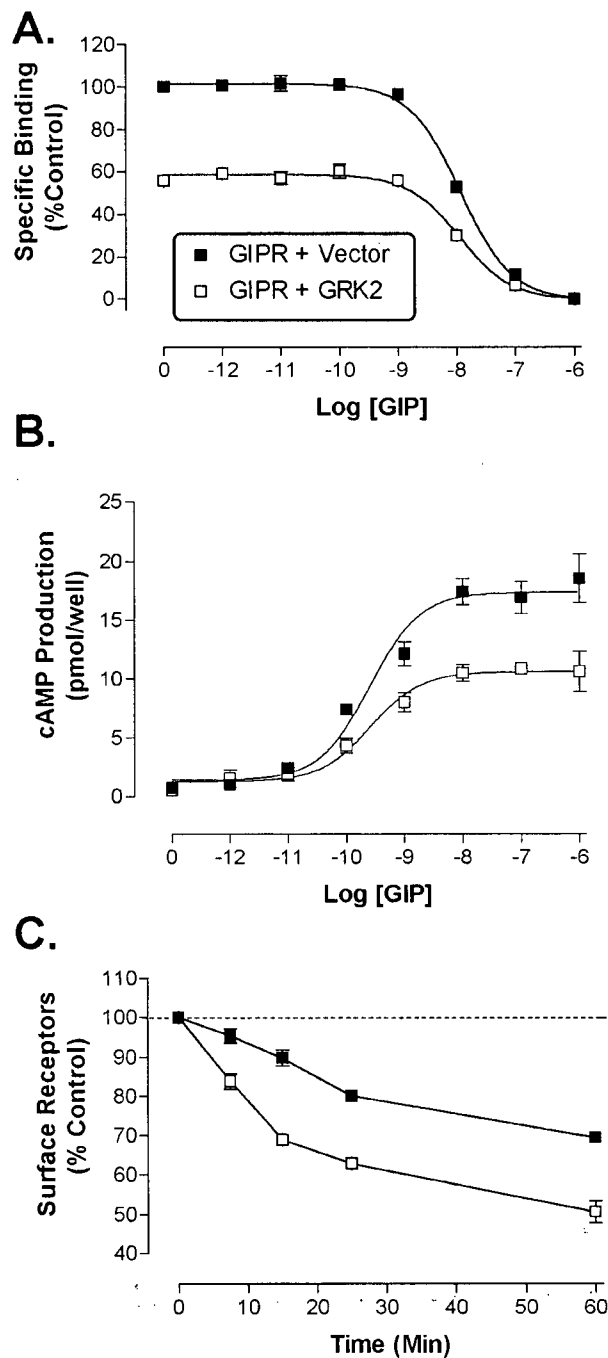 A.
120
100
80
60
40
20
0
Specific Binding
(%Control)
GIPR + Vector
GIPR + GRK2
0 -12 -11 -10 -9 -8 -7 -6
Log [GIP]
B.
25
20
15
10
5
0
cAMP Production
(pmol/well)
0 -12 -11 -10 -9 -8 -7 -6
Log [GIP]
C.
110
100
90
80
70
60
50
40
Surface Receptors
(% Control)
0 10 20 30 40 50 60
Time (Min)